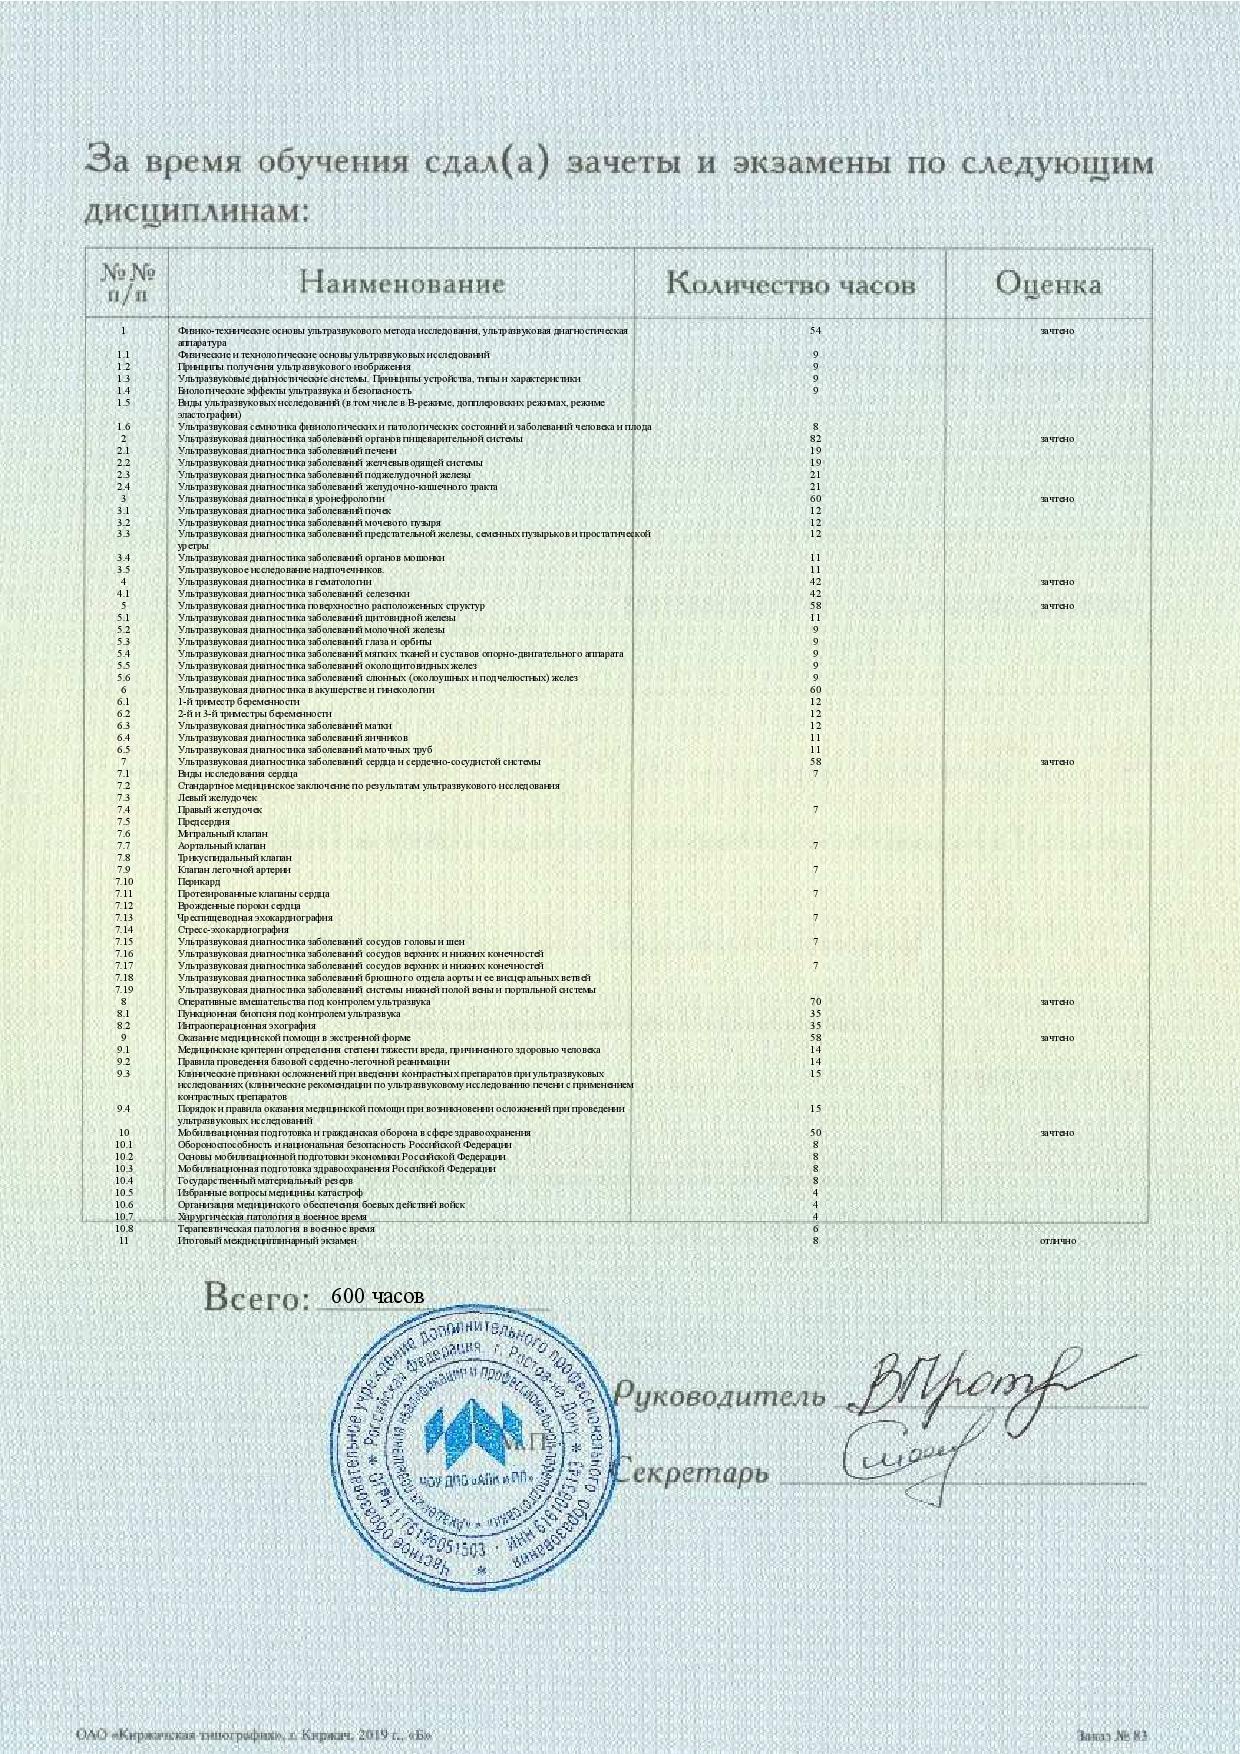 За время обучения сдал(а) зачеты и экзамены по следующим
дисциплинам:
№№ п/п Наименование Количество часов Оценка
1 Физико-технические основы ультразвукового метода исследования, ультразвуковая диагностическая 54 зачтено
аппаратура
1.1 Физические и технологические основы ультразвуковых исследований 9
1.2 Принципы получения ультразвукового изображения 9
1.3 Ультразвуковые диагностические системы. Принципы устройства, типы и характеристики 9
1.4 Биологические эффекты ультразвука и безопасность 9
1.5 Виды ультразвуковых исследований (в том числе в В-режиме, допплеровских режимах, режиме
эластографии)
1.6 Ультразвуковая семиотика физиологических и патологических состояний и заболеваний человека и плода 8
2 Ультразвуковая диагностика заболеваний органов пищеварительной системы 82 зачтено
2.1 Ультразвуковая диагностика заболеваний печени 19
2.2 Ультразвуковая диагностика заболеваний желчевыводящей системы 19
2.3 Ультразвуковая диагностика заболеваний поджелудочной железы 21
2.4 Ультразвуковая диагностика заболеваний желудочно-кишечного тракта 21
3 Ультразвуковая диагностика в уронефрологии 60 зачтено
3.1 Ультразвуковая диагностика заболеваний почек 12
3.2 Ультразвуковая диагностика заболеваний мочевого пузыря 12
3.3 Ультразвуковая диагностика заболеваний предстательной железы, семенных пузырьков и простатической 12
уретры
3.4 Ультразвуковая диагностика заболеваний органов мошонки 11
3.5 Ультразвуковое исследование надпочечников. 11
4 Ультразвуковая диагностика в гематологии 42 зачтено
4.1 Ультразвуковая диагностика заболеваний селезенки 42
5 Ультразвуковая диагностика поверхностно расположенных структур 58 зачтено
5.1 Ультразвуковая диагностика заболеваний щитовидной железы 11
5.2 Ультразвуковая диагностика заболеваний молочной железы 9
5.3 Ультразвуковая диагностика заболеваний глаза и орбиты 9
5.4 Ультразвуковая диагностика заболеваний мягких тканей и суставов опорно-двигательного аппарата 9
5.5 Ультразвуковая диагностика заболеваний околощитовидных желез 9
5.6 Ультразвуковая диагностика заболеваний слюнных (околоушных и подчелюстных) желез 9
6 Ультразвуковая диагностика в акушерстве и гинекологии 60
6.1 1-й триместр беременности 12
6.2 2-й и 3-й триместры беременности 12
6.3 Ультразвуковая диагностика заболеваний матки 12
6.4 Ультразвуковая диагностика заболеваний яичников 11
6.5 Ультразвуковая диагностика заболеваний маточных труб 11
7 Ультразвуковая диагностика заболеваний сердца и сердечно-сосудистой системы 58 зачтено
7.1 Виды исследования сердца 7
7.2 Стандартное медицинское заключение по результатам ультразвукового исследования
7.3 Левый желудочек
7.4 Правый желудочек 7
7.5 Предсердия
7.6 Митральный клапан
7.7 Аортальный клапан 7
7.8 Трикуспидальный клапан
7.9 Клапан легочной артерии 7
7.10 Перикард
7.11 Протезированные клапаны сердца 7
7.12 Врожденные пороки сердца
7.13 Чреспищеводная эхокардиография 7
7.14 Стресс-эхокардиография
7.15 Ультразвуковая диагностика заболеваний сосудов головы и шеи 7
7.16 Ультразвуковая диагностика заболеваний сосудов верхних и нижних конечностей
7.17 Ультразвуковая диагностика заболеваний сосудов верхних и нижних конечностей 7
7.18 Ультразвуковая диагностика заболеваний брюшного отдела аорты и ее висцеральных ветвей
7.19 Ультразвуковая диагностика заболеваний системы нижней полой вены и портальной системы
8 Оперативные вмешательства под контролем ультразвука 70 зачтено
8.1 Пункционная биопсия под контролем ультразвука 35
8.2 Интраоперационная эхография 35
9 Оказание медицинской помощи в экстренной форме 58 зачтено
9.1 Медицинские критерии определения степени тяжести вреда, причиненного здоровью человека 14
9.2 Правила проведения базовой сердечно-легочной реанимации 14
9.3 Клинические признаки осложнений при введении контрастных препаратов при ультразвуковых 15
исследованиях (клинические рекомендации по ультразвуковому исследованию печени с применением
контрастных препаратов
9.4 Порядок и правила оказания медицинской помощи при возникновении осложнений при проведении 15
ультразвуковых исследований
10 Мобилизационная подготовка и гражданская оборона в сфере здравоохранения 50 зачтено
10.1 Обороноспособность и национальная безопасность Российской Федерации 8
10.2 Основы мобилизационной подготовки экономики Российской Федерации 8
10.3 Мобилизационная подготовка здравоохранения Российской Федерации 8
10.4 Государственный материальный резерв 8
10.5 Избранные вопросы медицины катастроф 4
10.6 Организация медицинского обеспечения боевых действий войск 4
10.7 Хирургическая патология в военное время 4
10.8 Терапевтическая патология в военное время 6
11 Итоговый междисциплинарный экзамен 8 отлично
Всего: 600 часов
Частное образовательное учреждение дополнительного профессионального образования
Российская Федерация г. Ростов-на-Дону
Академия повышения квалификации и профессиональной переподготовки
ЧОУ ДПО «АПК и ПП»
М.П.
Руководитель
Секретарь
ОАО «Киржачская типография», г. Киржач, 2019 г., «Б» Заказ № 83